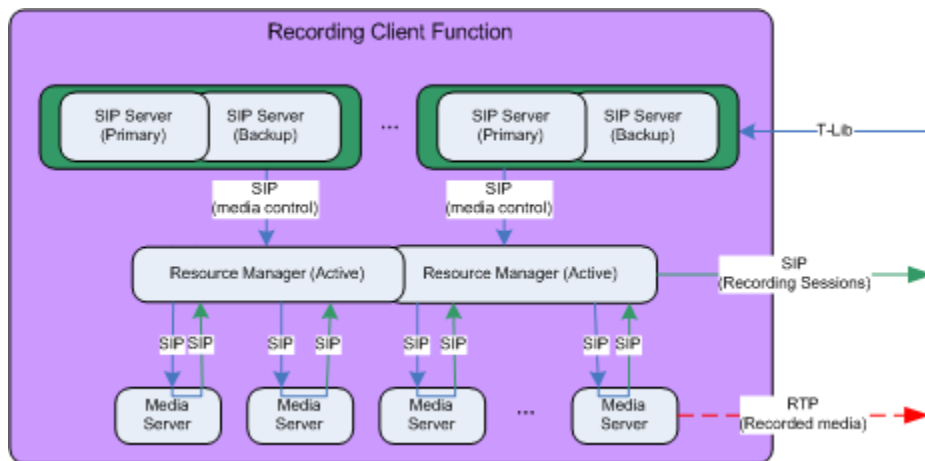 Recording Client Function
SIP Server
(Primary)
SIP Server
(Backup)
...
SIP Server
(Primary)
SIP Server
(Backup)
T-Lib
SIP
(media control)
SIP
(media control)
Resource Manager (Active)
Resource Manager (Active)
SIP
(Recording Sessions)
SIP
SIP
SIP
SIP
SIP
SIP
SIP
SIP
Media
Server
Media
Server
Media
Server
...
Media
Server
RTP
(Recorded media)